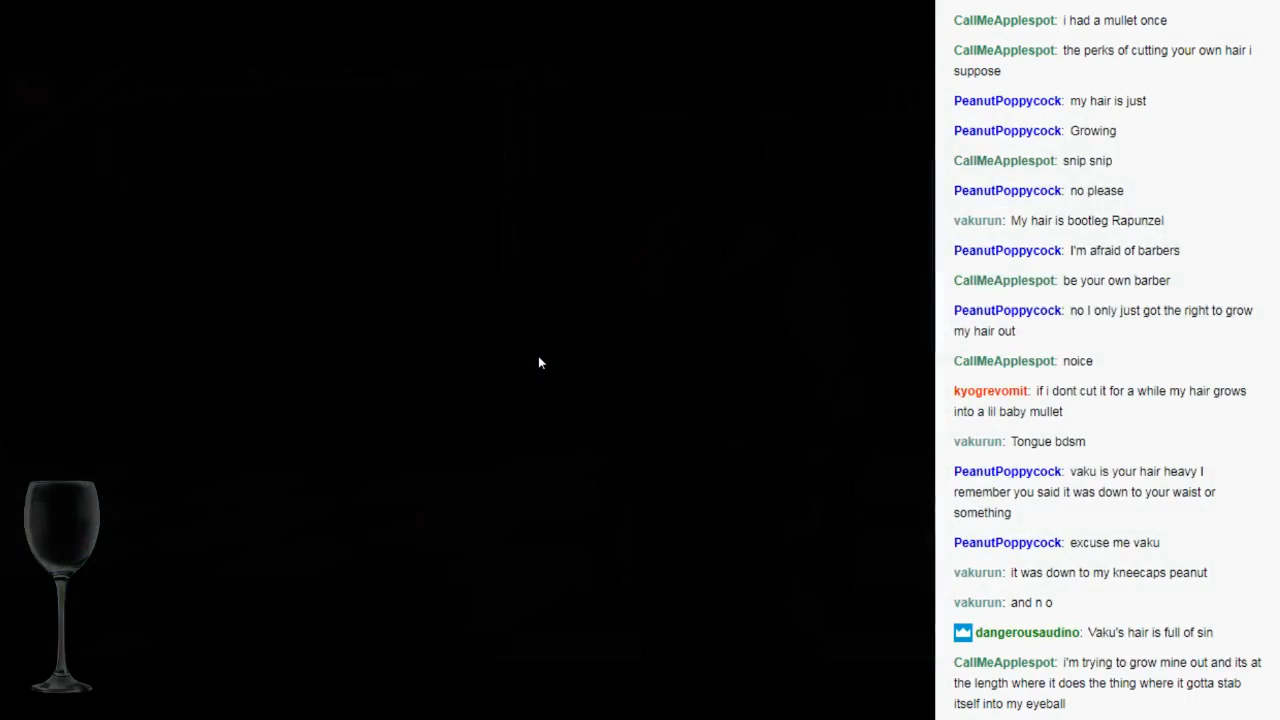 CallMeApplespot: i had a mullet once
CallMeApplespot: the perks of cutting your own hair i
suppose
PeanutPoppycock: my hair is just
PeanutPoppycock: Growing
CallMeApplespot: snip snip
PeanutPoppycock: no please
vakurun: My hair is bootleg Rapunzel
PeanutPoppycock: I'm afraid of barbers
CallMeApplespot: be your own barber
PeanutPoppycock: no I only just got the right to grow
my hair out
CallMeApplespot: noice
kyogrevomit: if i dont cut it for a while my hair grows
into a lil baby mullet
vakurun: Tongue bdsm
PeanutPoppycock: vaku is your hair heavy I
remember you said it was down to your waist or
something
PeanutPoppycock: excuse me vaku
vakurun: it was down to my kneecaps peanut
vakurun: and n o
dangerousaudino: Vaku's hair is full of sin
CallMeApplespot: i'm trying to grow mine out and its at
the length where it does the thing where it gotta stab
itself into my eyeball